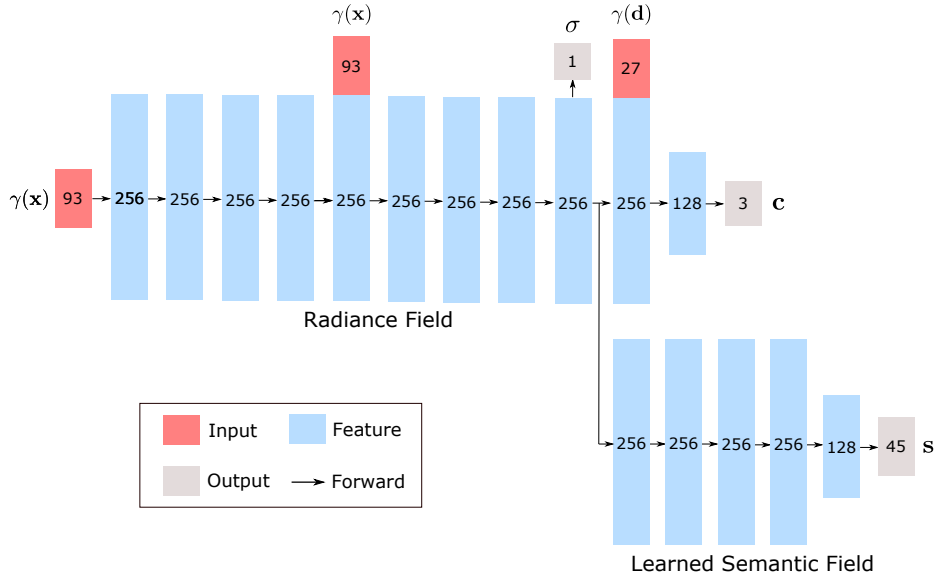 γ(x)
σ
γ(d)
93
1
27
γ(x)
93
256
256
256
256
256
256
256
256
256
256
128
3
c
Radiance Field
256
256
256
256
128
45
s
Input
Feature
Output
Forward
Learned Semantic Field